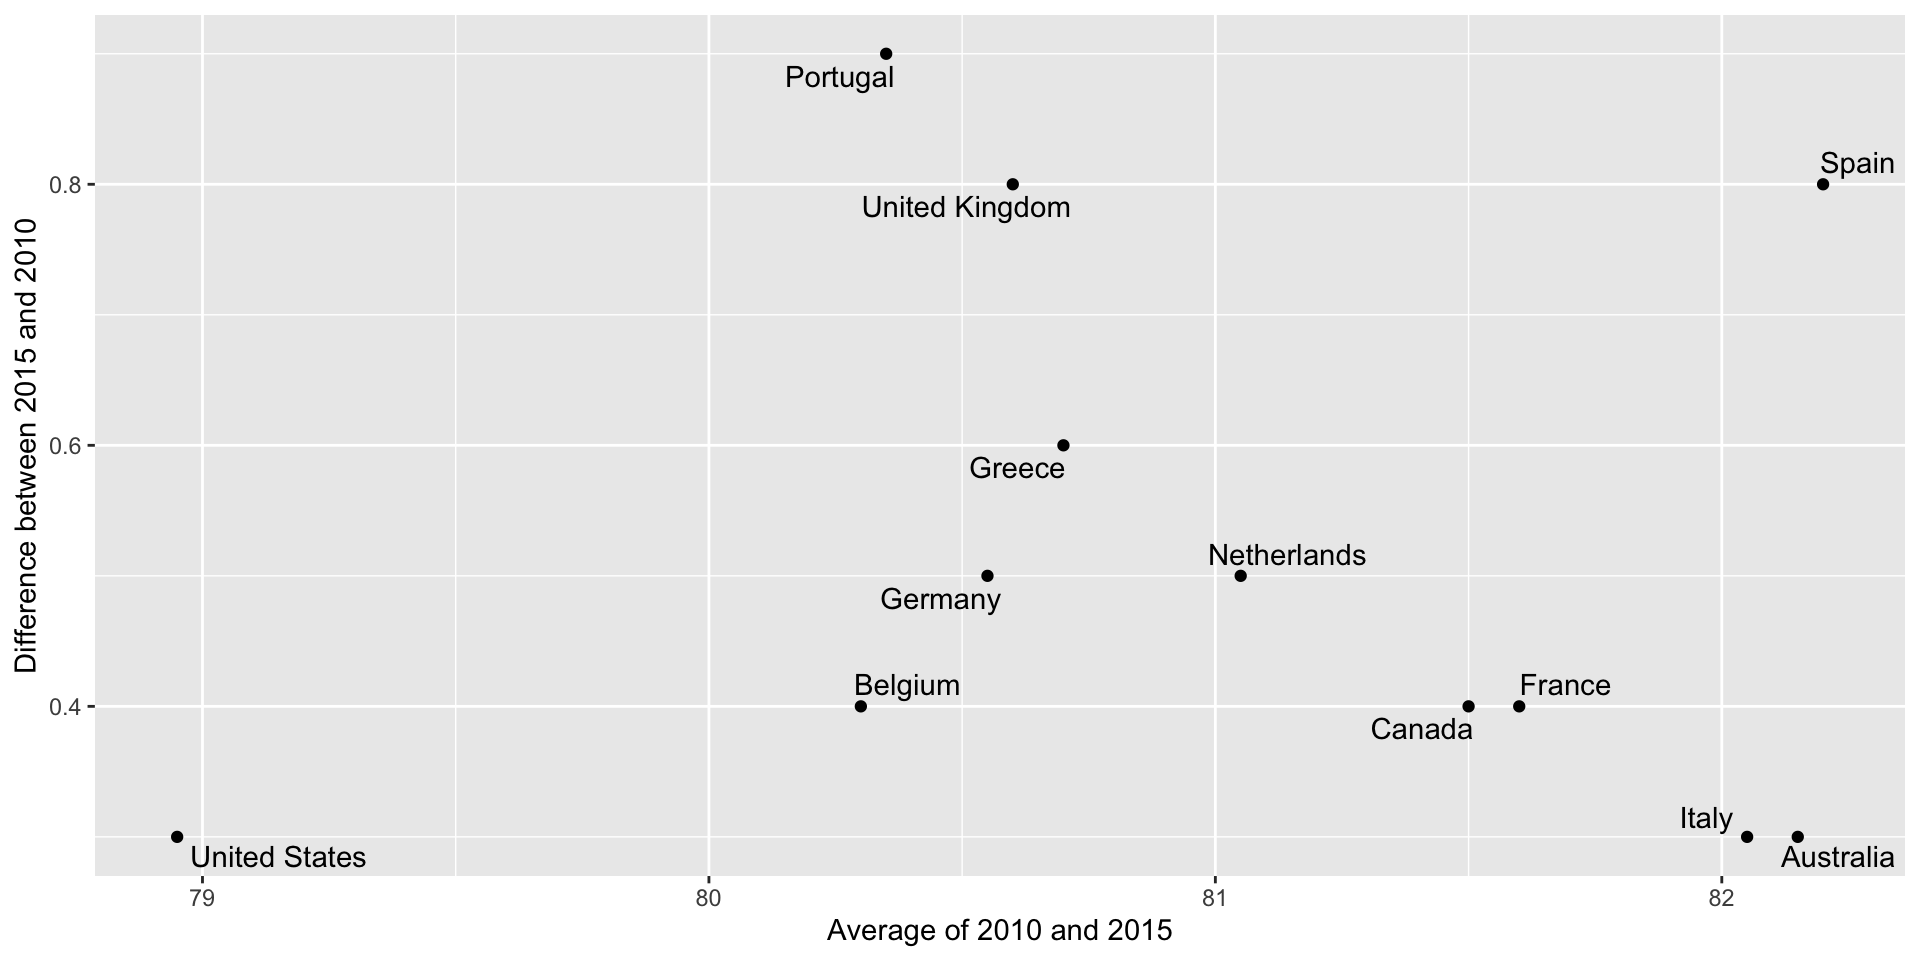 Portugal
Spain
0.8
United Kingdom
Difference between 2015 and 2010
0.6
Greece
Netherlands
Germany
Belgium
France
0.4
Canada
Italy
United States
Australia
79
80
81
82
Average of 2010 and 2015